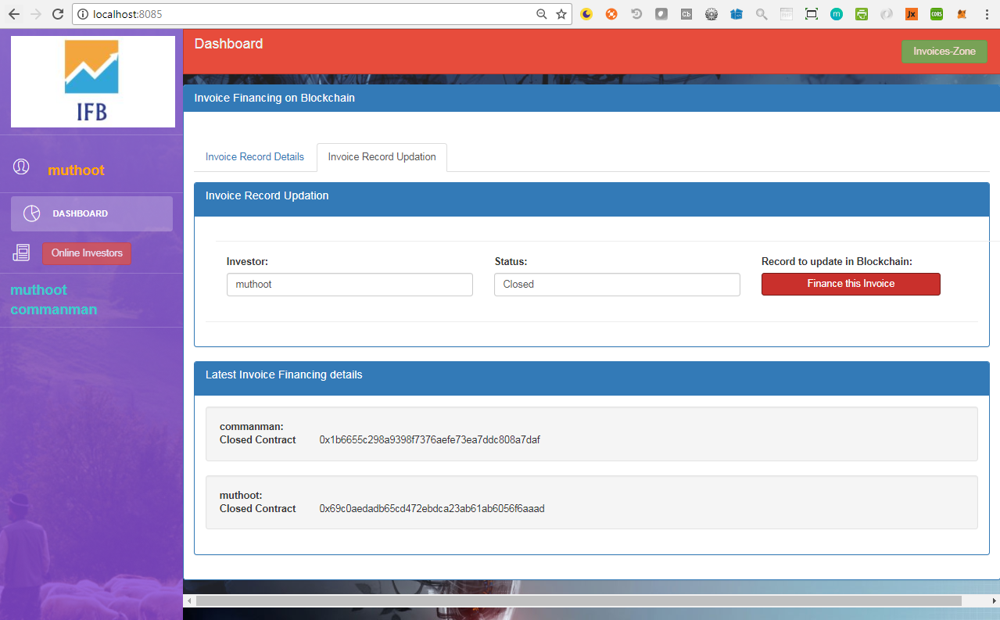 localhost:8085
IFB
muthoot
DASHBOARD
Online Investors
muthoot
commanman
Dashboard
Invoices-Zone
Invoice Financing on Blockchain
Invoice Record Details
Invoice Record Updation
Invoice Record Updation
Investor:
Status:
Record to update in Blockchain:
muthoot
Closed
Finance this Invoice
Latest Invoice Financing details
commanman:
Closed Contract 0x1b6655c298a9398f7376aefe73ea7ddc808a7daf
muthoot:
Closed Contract 0x69c0aedadb65cd472ebdca23ab61ab6056f6aaad